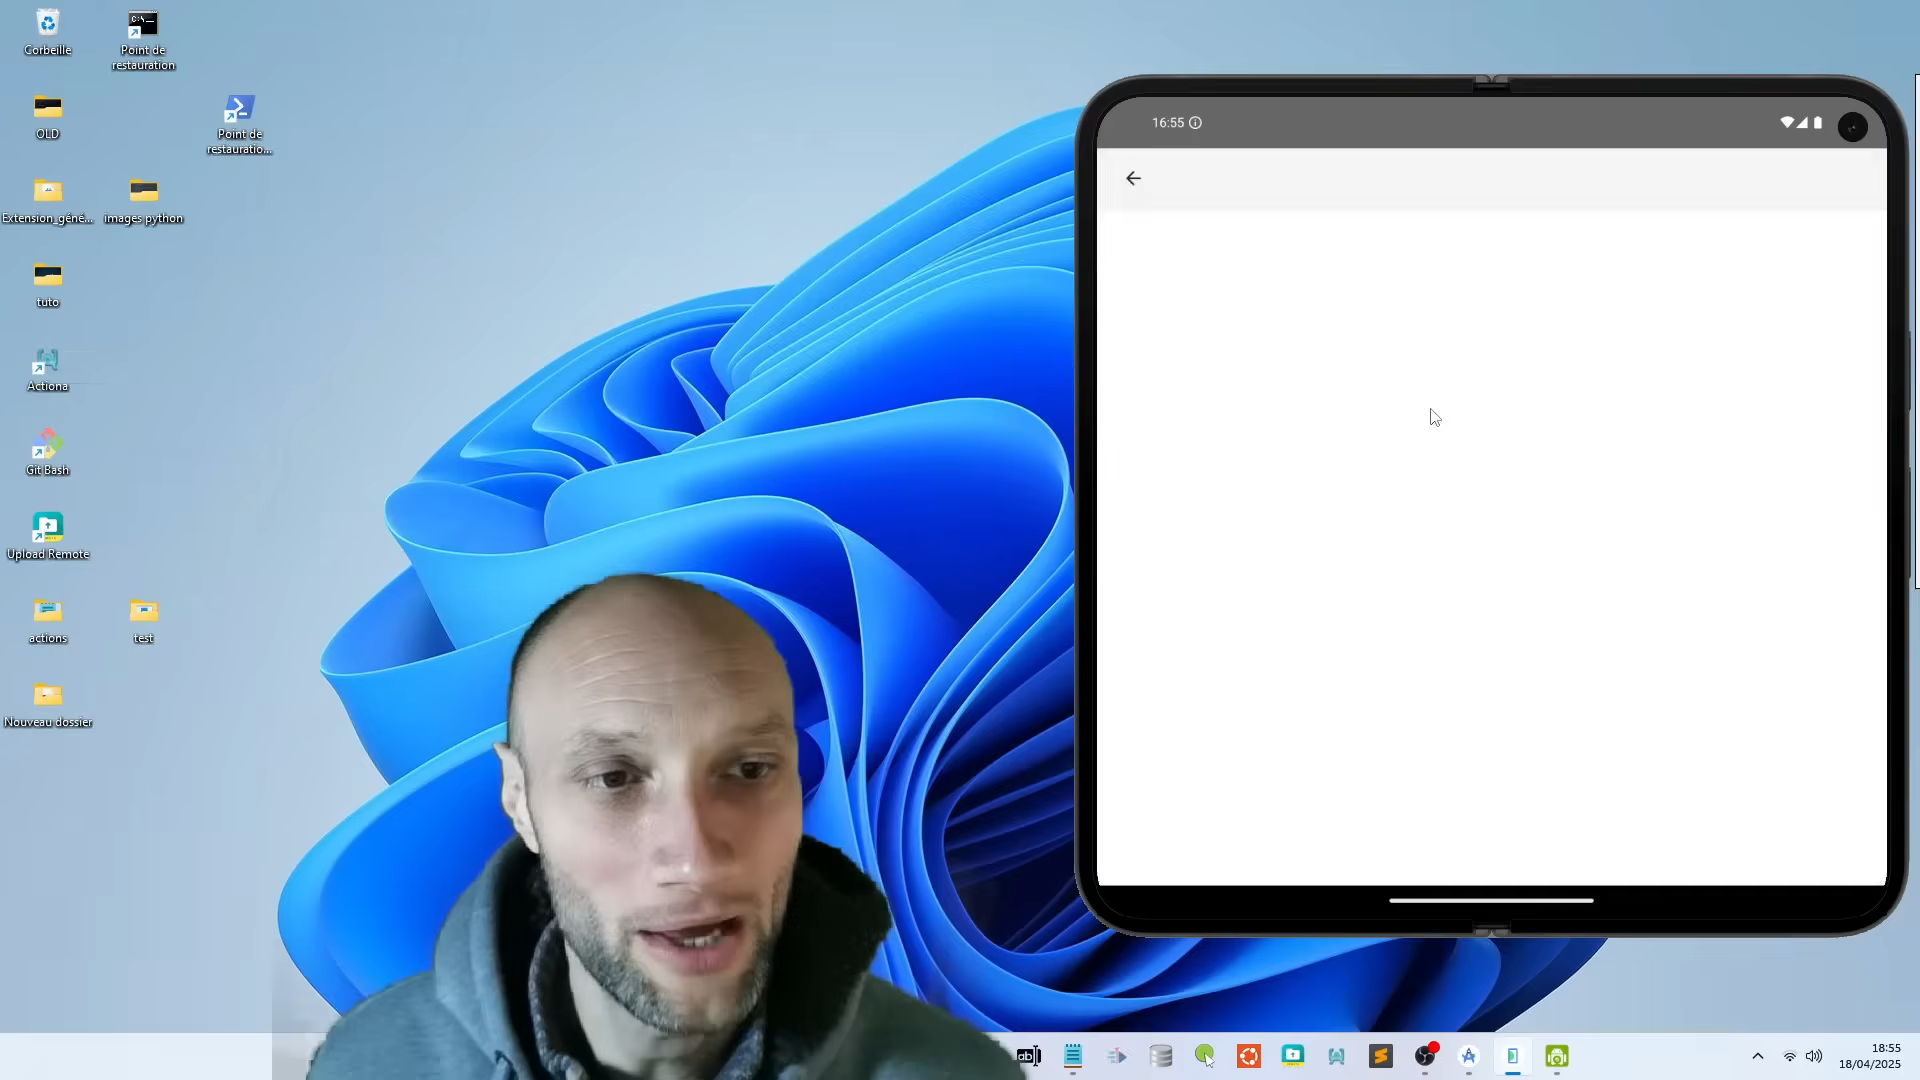 Corbeille
Point de
restauration
OLD
Point de
restauratio...
Extension_géné...
images python
tuto
Actiona
Git Bash
Upload Remote
actions
test
Nouveau dossier
16:55
ab
18:55
18/04/2025